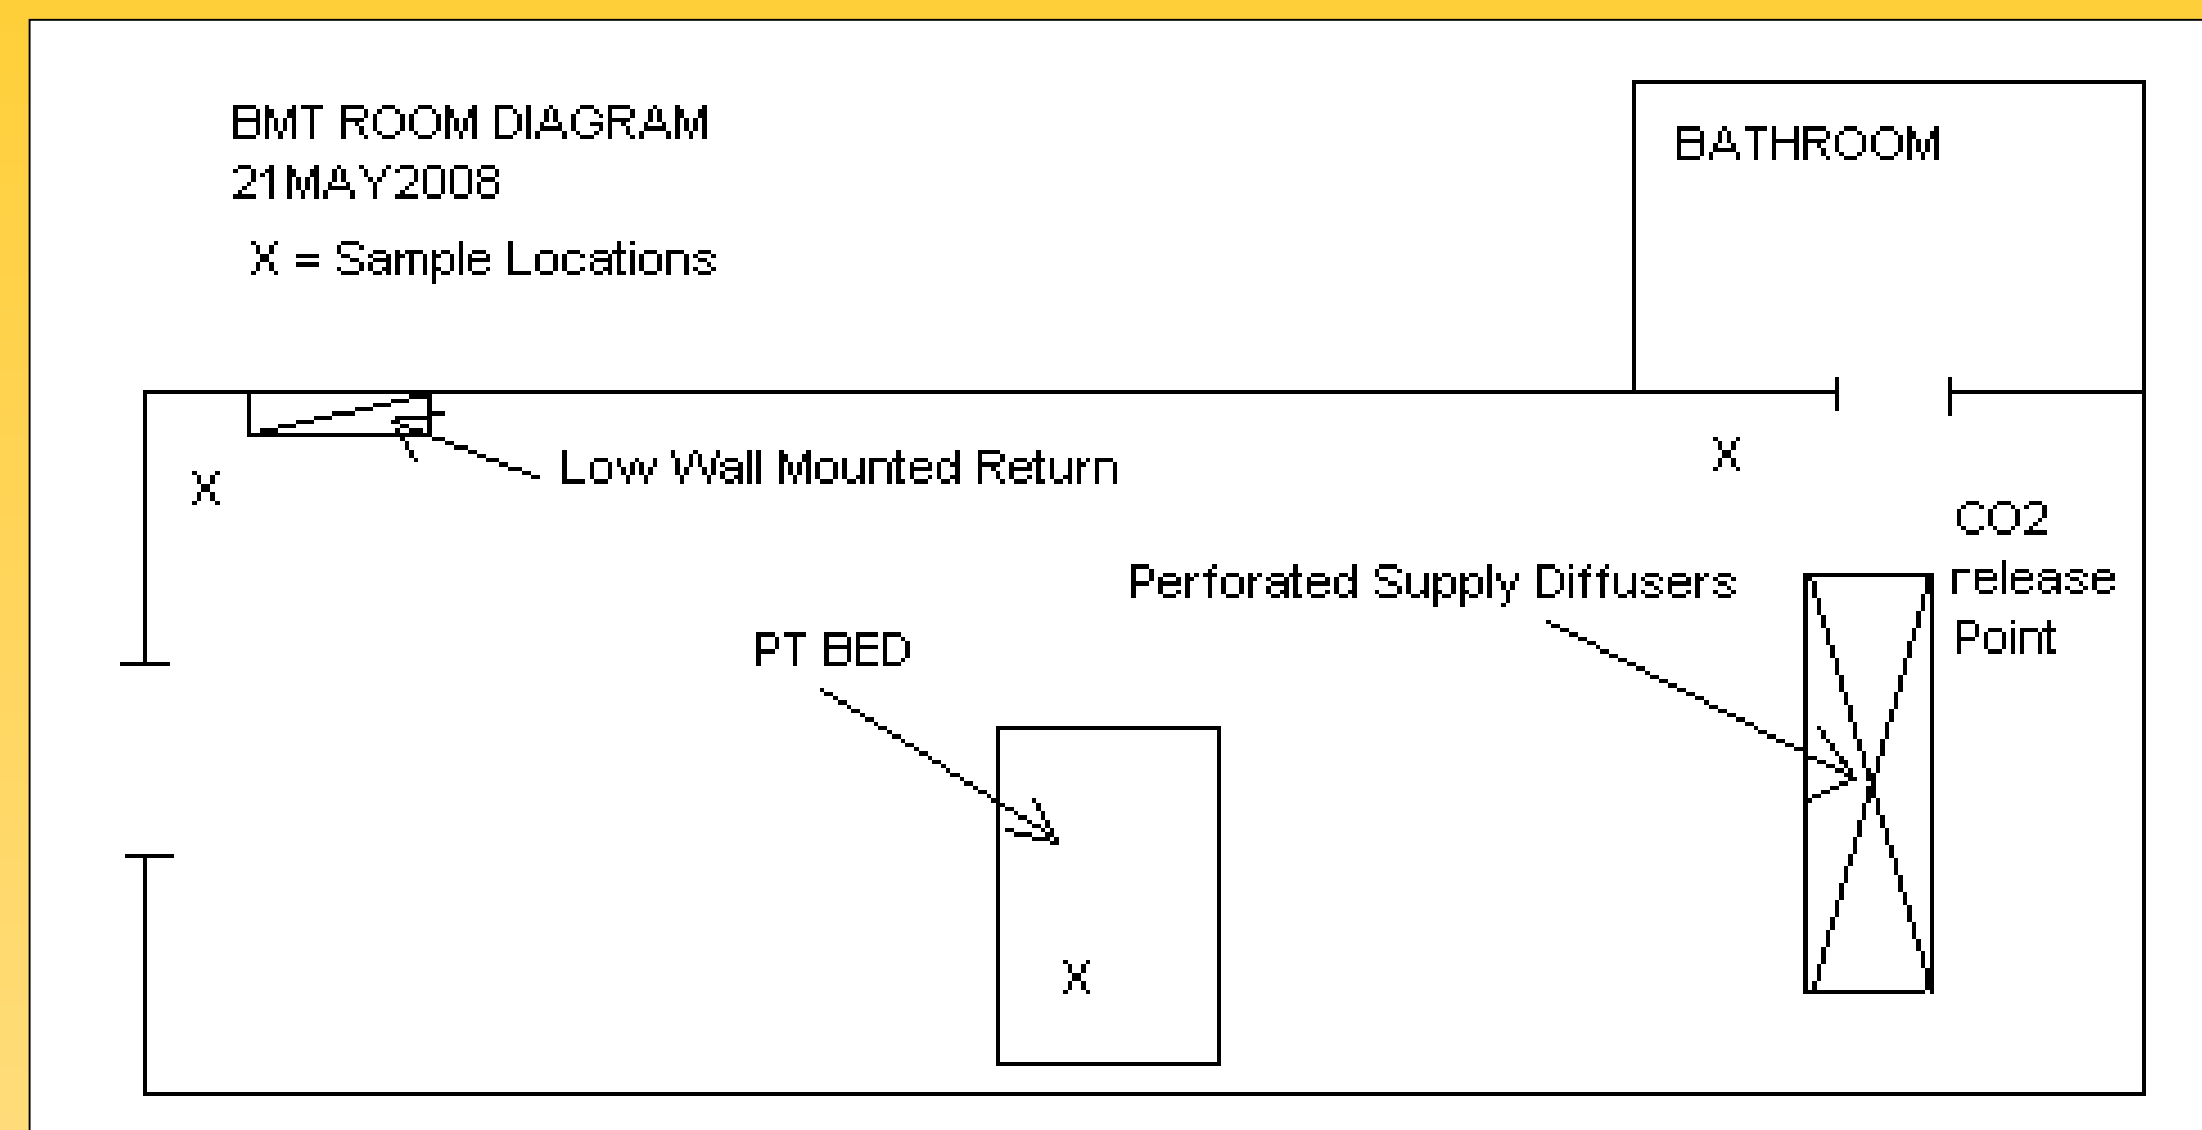 BMT ROOM DIAGRAM
21MAY2008
X = Sample Locations
BATHROOM
X
Low Wall Mounted Return
X
CO2
release
Point
Perforated Supply Diffusers
PT BED
X